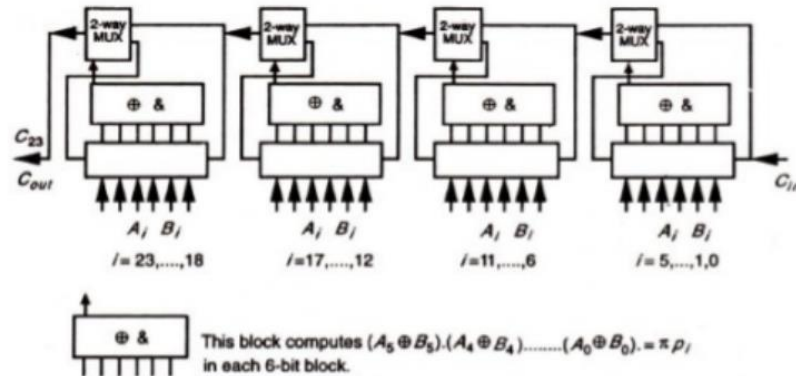 2-way MUX 2-way MUX 2-way MUX 2-way MUX
⊕ & ⊕ & ⊕ & ⊕ &
C23
Cout Cin
Ai Bi Ai Bi Ai Bi Ai Bi
i = 23,....,18 i=17,....,12 i=11,....,6 i= 5,...,1,0
⊕ & This block computes (A5 ⊕ B5).(A4 ⊕ B4)........(A0 ⊕ B0). = π ρi
in each 6-bit block.